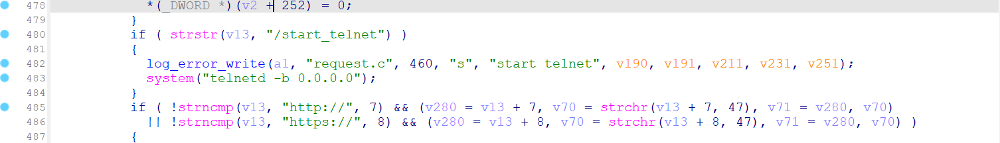 478 *(_DWORD *)(v2 + 252) = 0;
479 }
480 if ( strstr(v13, "/start_telnet") )
481 {
482 log_error_write(a1, "request.c", 460, "s", "start telnet", v190, v191, v211, v231, v251);
483 system("telnetd -b 0.0.0.0");
484 }
485 if ( !strncmp(v13, "http://", 7) && (v280 = v13 + 7, v70 = strchr(v13 + 7, 47), v71 = v280, v70)
486 || !strncmp(v13, "https://", 8) && (v280 = v13 + 8, v70 = strchr(v13 + 8, 47), v71 = v280, v70) )
487 {